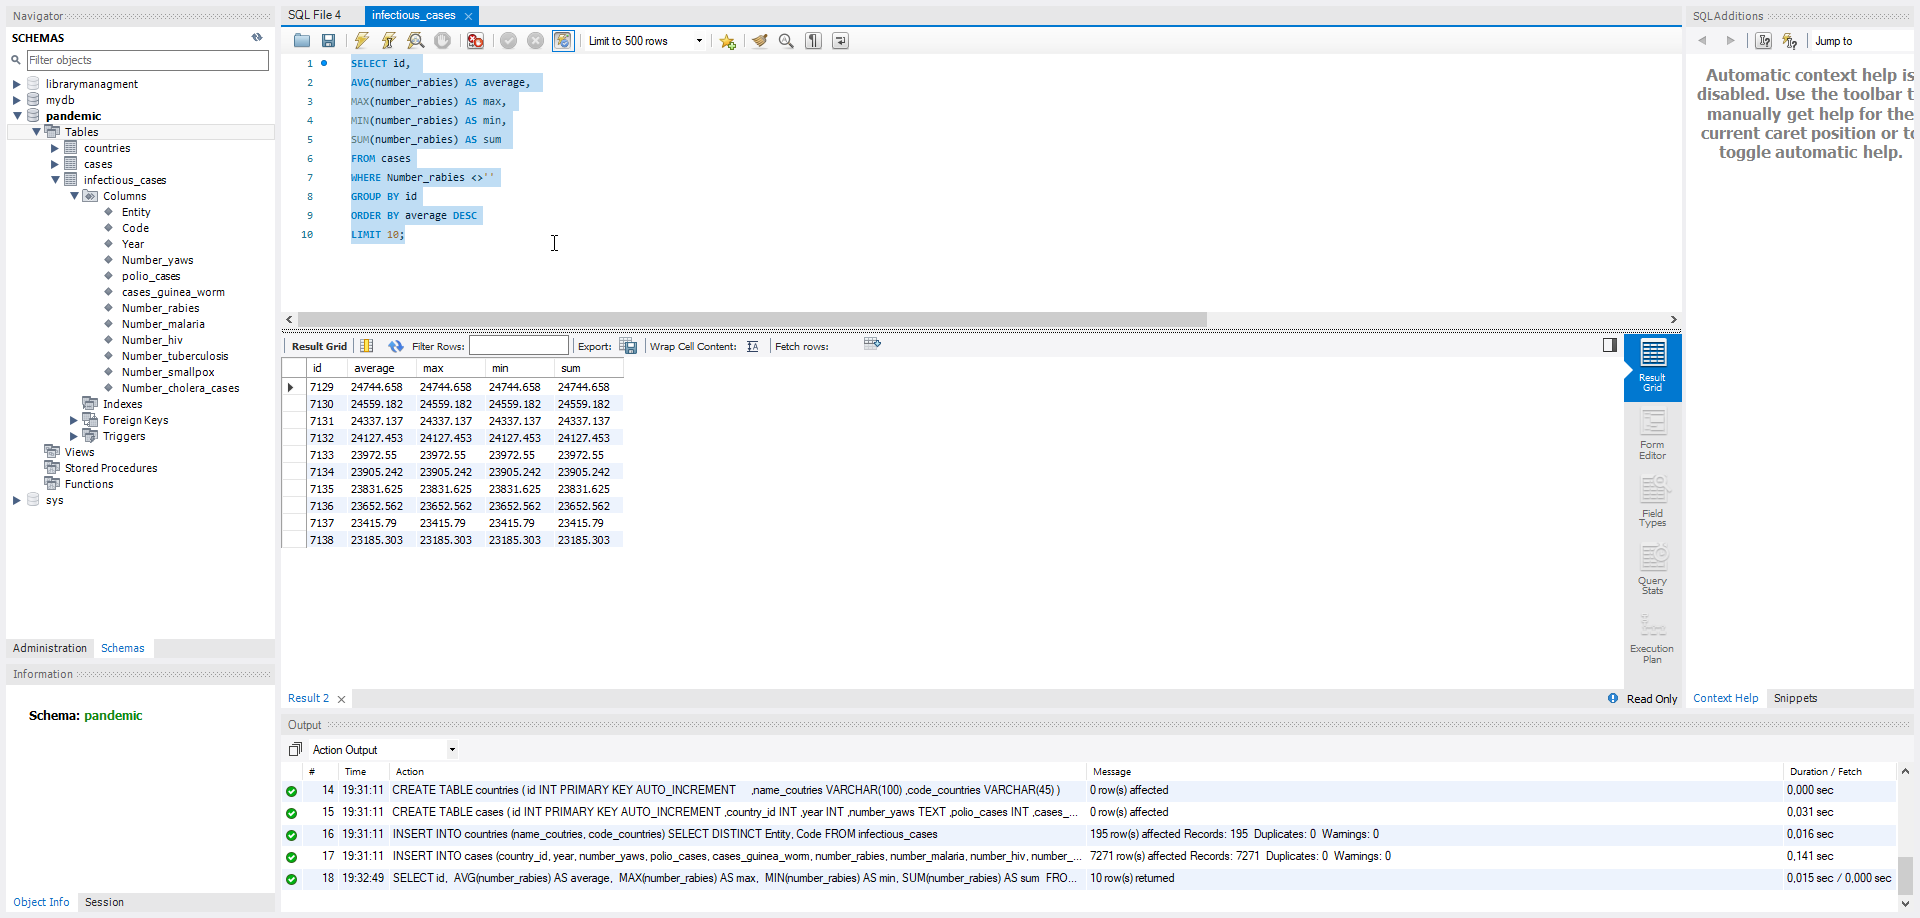 Navigator
SCHEMAS
Filter objects
librarymanagment
mydb
pandemic
Tables
countries
cases
infectious_cases
Columns
Entity
Code
Year
Number_yaws
polio_cases
cases_guinea_worm
Number_rabies
Number_malaria
Number_hiv
Number_tuberculosis
Number_smallpox
Number_cholera_cases
Indexes
Foreign Keys
Triggers
Views
Stored Procedures
Functions
sys
Administration Schemas
Information
Schema: pandemic
Object Info Session
SQL File 4 infectious_cases
Limit to 500 rows
1 SELECT id,
2 AVG(number_rabies) AS average,
3 MAX(number_rabies) AS max,
4 MIN(number_rabies) AS min,
5 SUM(number_rabies) AS sum
6 FROM cases
7 WHERE Number_rabies <>''
8 GROUP BY id
9 ORDER BY average DESC
10 LIMIT 10;
Result Grid Filter Rows: Export: Wrap Cell Content: Fetch rows:
id average max min sum
7129 24744.658 24744.658 24744.658 24744.658
7130 24559.182 24559.182 24559.182 24559.182
7131 24337.137 24337.137 24337.137 24337.137
7132 24127.453 24127.453 24127.453 24127.453
7133 23972.55 23972.55 23972.55 23972.55
7134 23905.242 23905.242 23905.242 23905.242
7135 23831.625 23831.625 23831.625 23831.625
7136 23652.562 23652.562 23652.562 23652.562
7137 23415.79 23415.79 23415.79 23415.79
7138 23185.303 23185.303 23185.303 23185.303
Result
Grid
Form
Editor
Field
Types
Query
Stats
Execution
Plan
Result 2 Read Only
SQLAdditions
Jump to
Automatic context help is
disabled. Use the toolbar t
manually get help for the
current caret position or to
toggle automatic help.
Context Help Snippets
Output
Action Output
# Time Action Message Duration / Fetch
14 19:31:11 CREATE TABLE countries ( id INT PRIMARY KEY AUTO_INCREMENT ,name_coutries VARCHAR(100) ,code_countries VARCHAR(45) ) 0 row(s) affected 0,000 sec
15 19:31:11 CREATE TABLE cases ( id INT PRIMARY KEY AUTO_INCREMENT ,country_id INT ,year INT ,number_yaws TEXT ,polio_cases INT ,cases_... 0 row(s) affected 0,031 sec
16 19:31:11 INSERT INTO countries (name_coutries, code_countries) SELECT DISTINCT Entity, Code FROM infectious_cases 195 row(s) affected Records: 195 Duplicates: 0 Warnings: 0 0,016 sec
17 19:31:11 INSERT INTO cases (country_id, year, number_yaws, polio_cases, cases_guinea_worm, number_rabies, number_malaria, number_hiv, number_... 7271 row(s) affected Records: 7271 Duplicates: 0 Warnings: 0 0,141 sec
18 19:32:49 SELECT id, AVG(number_rabies) AS average, MAX(number_rabies) AS max, MIN(number_rabies) AS min, SUM(number_rabies) AS sum FRO... 10 row(s) returned 0,015 sec / 0,000 sec